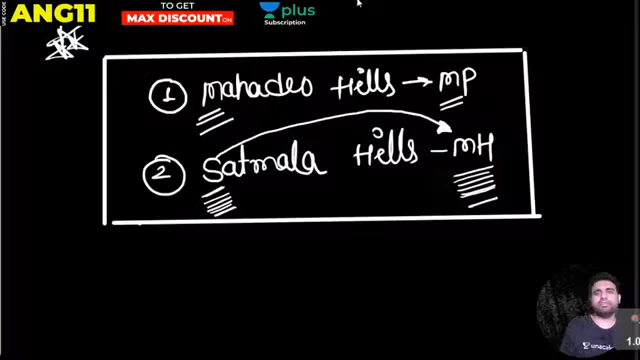 USE CODE
ANG11
TO GET
MAX DISCOUNT ON
plus
Subscription
1 Mahadeo Hills → MP
2 Satmala Hills - MH
1.0